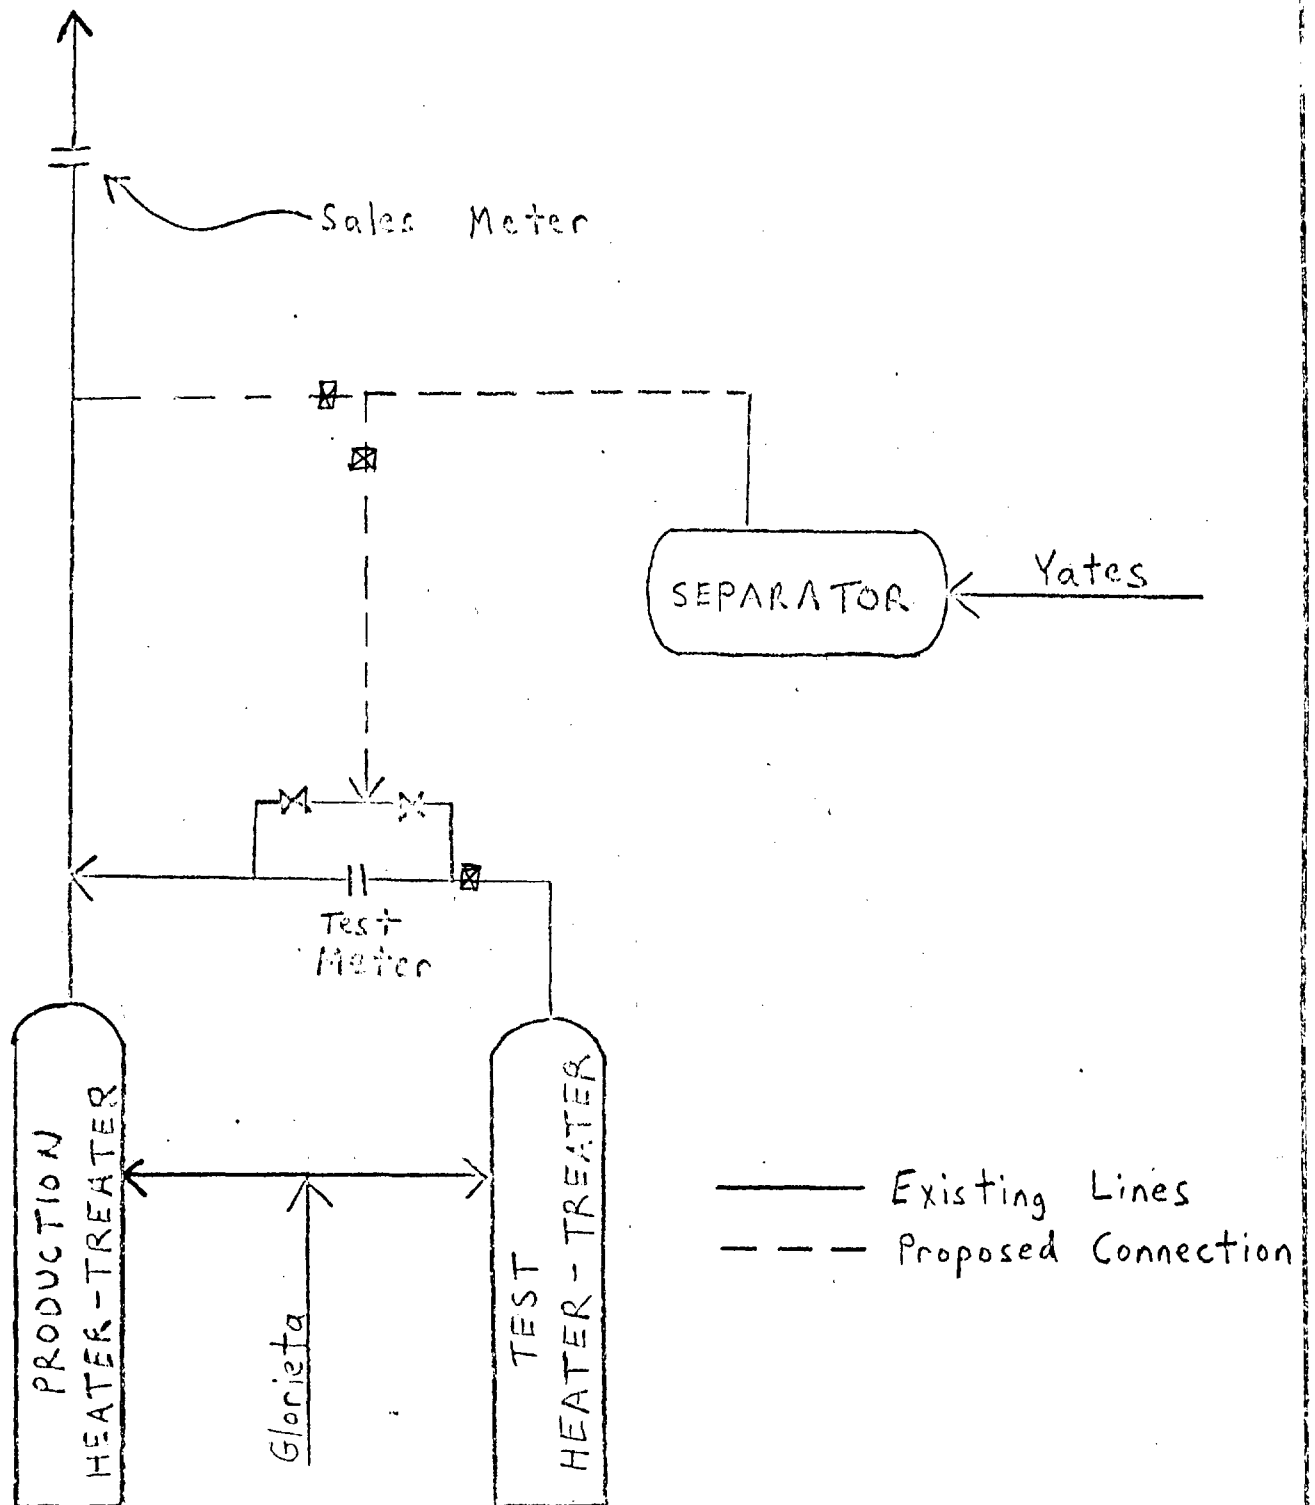 Sales Meter
Yates
SEPARATOR
Test
Meter
PRODUCTION
HEATER-TREATER
Glorieta
TEST
HEATER-TREATER
Existing Lines
Proposed Connection